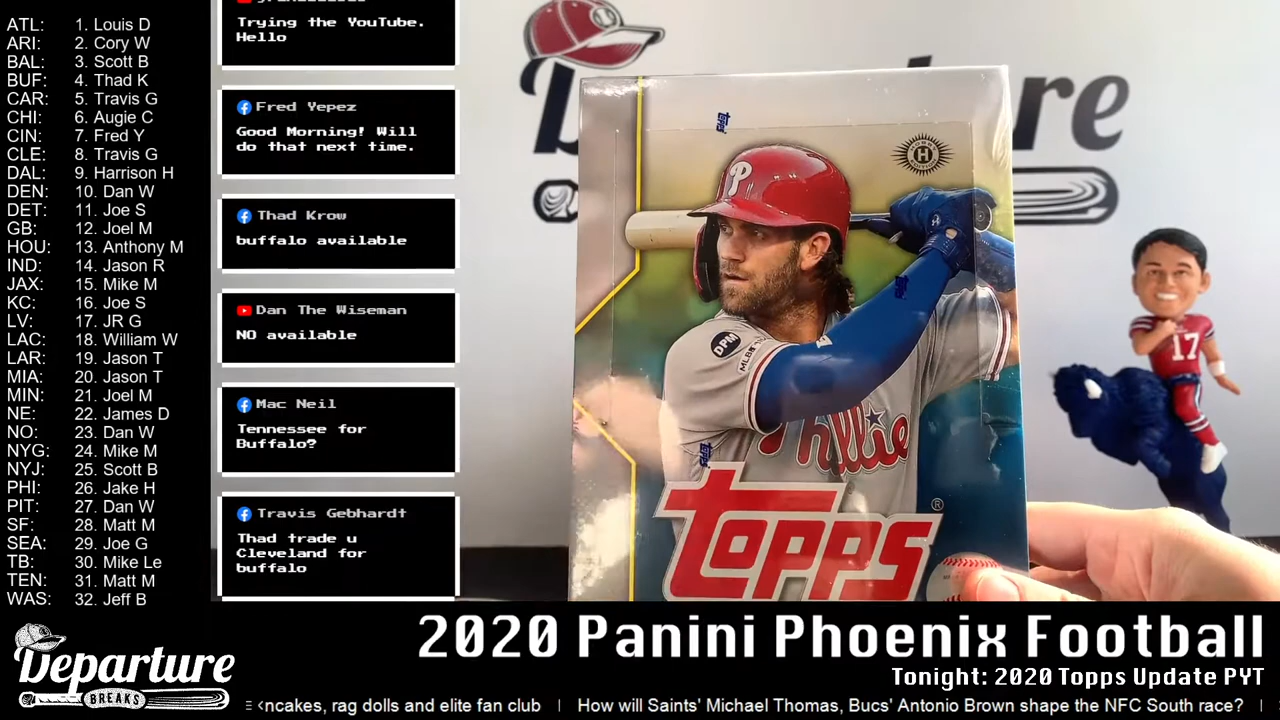 ATL: 1. Louis D
ARI: 2. Cory W
BAL: 3. Scott B
BUF: 4. Thad K
CAR: 5. Travis G
CHI: 6. Augie C
CIN: 7. Fred Y
CLE: 8. Travis G
DAL: 9. Harrison H
DEN: 10. Dan W
DET: 11. Joe S
GB: 12. Joel M
HOU: 13. Anthony M
IND: 14. Jason R
JAX: 15. Mike M
KC: 16. Joe S
LV: 17. JR G
LAC: 18. William W
LAR: 19. Jason T
MIA: 20. Jason T
MIN: 21. Joel M
NE: 22. James D
NO: 23. Dan W
NYG: 24. Mike M
NYJ: 25. Scott B
PHI: 26. Jake H
PIT: 27. Dan W
SF: 28. Matt M
SEA: 29. Joe G
TB: 30. Mike Le
TEN: 31. Matt M
WAS: 32. Jeff B
Trying the YouTube.
Hello
Fred Yepez
Good Morning! Will
do that next time.
Thad Krow
buffalo available
Dan The Wiseman
NO available
Mac Neil
Tennessee for
Buffalo?
Travis Gebhardt
Thad trade u
Cleveland for
buffalo
topps
H
P
DPM
MLB
Phillie
topps
topps
topps
®
17
Departure
BREAKS
2020 Panini Phoenix Football
Tonight: 2020 Topps Update PYT
ncakes, rag dolls and elite fan club | How will Saints' Michael Thomas, Bucs' Antonio Brown shape the NFC South race? |